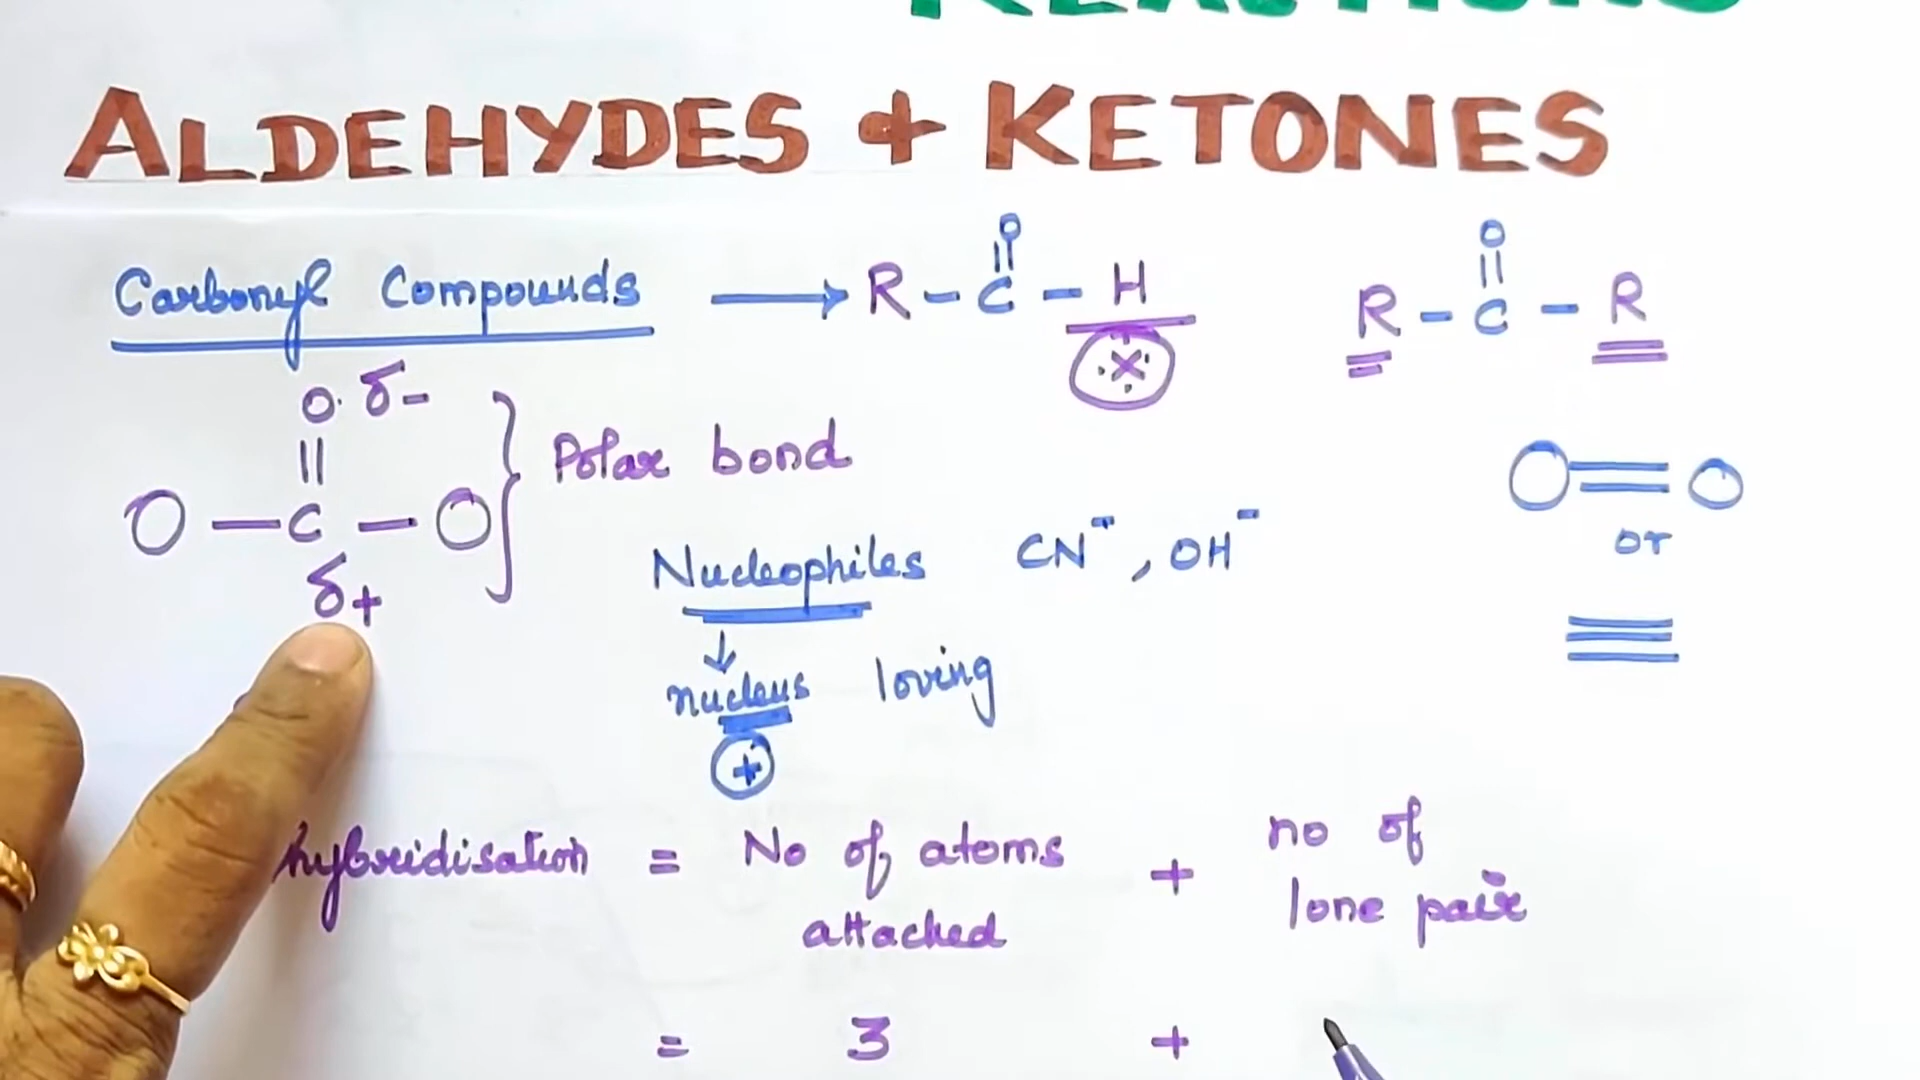 REACTIONS
ALDEHYDES + KETONES
Carbonyl Compounds → R - C - H
O
||
R - C - R
O
||
O δ-
||
O - C - O } Polar bond
δ+
Nucleophiles CN⁻, OH⁻
↓
nucleus loving
+
O = O
or
≡
hybridisation = No of atoms attached + no of lone pair
= 3 +